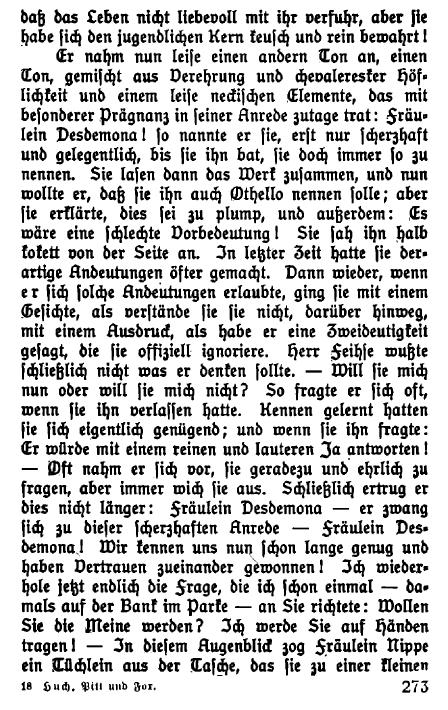 daß das Leben nicht liebevoll mit ihr verfuhr, aber sie
habe sich den jugendlichen Kern keusch und rein bewahrt!
Er nahm nun leise einen andern Ton an, einen
Ton, gemischt aus Verehrung und chevaleresker Höf-
lichkeit und einem leise neckischen Elemente, das mit
besonderer Prägnanz in seiner Anrede zutage trat: Fräu-
lein Desdemona! so nannte er sie, erst nur scherzhaft
und gelegentlich, bis sie ihn bat, sie doch immer so zu
nennen. Sie lasen dann das Werk zusammen, und nun
wollte er, daß sie ihn auch Othello nennen solle; aber
sie erklärte, dies sei zu plump, und außerdem: Es
wäre eine schlechte Vorbedeutung! Sie sah ihn halb
kokett von der Seite an. In letzter Zeit hatte sie der-
artige Andeutungen öfter gemacht. Dann wieder, wenn
er sich solche Andeutungen erlaubte, ging sie mit einem
Gesichte, als verstände sie sie nicht, darüber hinweg,
mit einem Ausdruck, als habe er eine Zweideutigkeit
gesagt, die sie offiziell ignoriere. Herr Feihse wußte
schließlich nicht was er denken sollte. — Will sie mich
nun oder will sie mich nicht? So fragte er sich oft,
wenn sie ihn verlassen hatte. Kennen gelernt hatten
sie sich eigentlich genügend; und wenn sie ihn fragte:
Er würde mit einem reinen und lauteren Ja antworten!
— Oft nahm er sich vor, sie geradezu und ehrlich zu
fragen, aber immer wich sie aus. Schließlich ertrug er
dies nicht länger: Fräulein Desdemona — er zwang
sich zu dieser scherzhaften Anrede — Fräulein Des-
demona! Wir kennen uns nun schon lange genug und
haben Vertrauen zueinander gewonnen! Ich wieder-
hole jetzt endlich die Frage, die ich schon einmal — da-
mals auf der Bank im Parke — an Sie richtete: Wollen
Sie die Meine werden? Ich werde Sie auf Händen
tragen! — In diesem Augenblick zog Fräulein Nippe
ein Tüchlein aus der Tasche, das sie zu einer kleinen
18 Huch, Pitt und Fox. 273